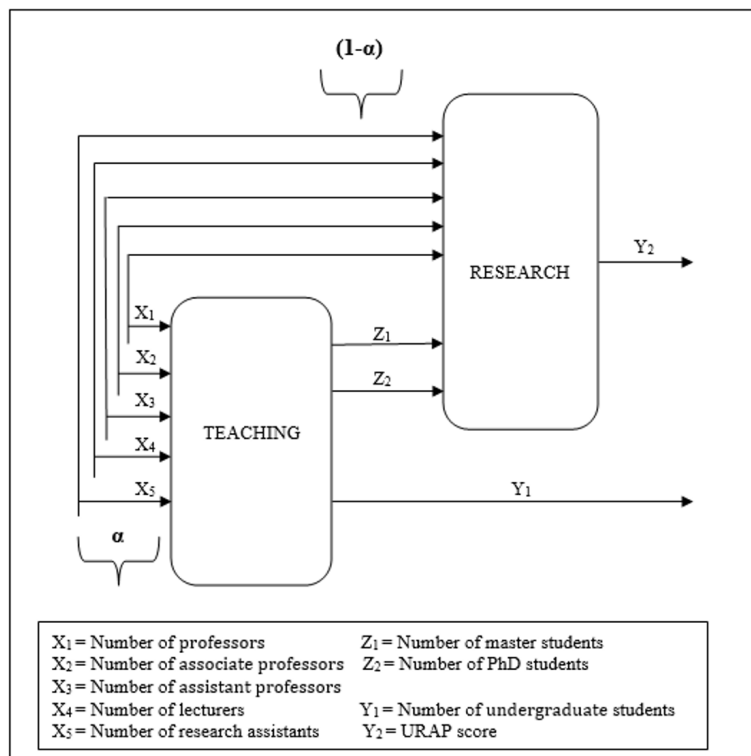 (1-α)
RESEARCH
Y2
X1
Z1
X2
Z2
X3
TEACHING
X4
X5
Y1
α
X1 = Number of professors
X2 = Number of associate professors
X3 = Number of assistant professors
X4 = Number of lecturers
X5 = Number of research assistants
Z1 = Number of master students
Z2 = Number of PhD students
Y1 = Number of undergraduate students
Y2 = URAP score